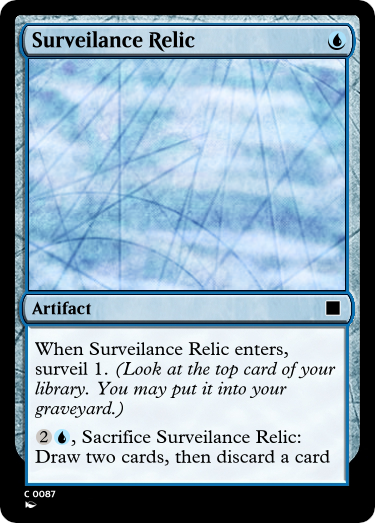 Surveilance Relic
Artifact
When Surveilance Relic enters,
surveil 1. (Look at the top card of your
library. You may put it into your
graveyard.)
2, Sacrifice Surveilance Relic:
Draw two cards, then discard a card
C 0087